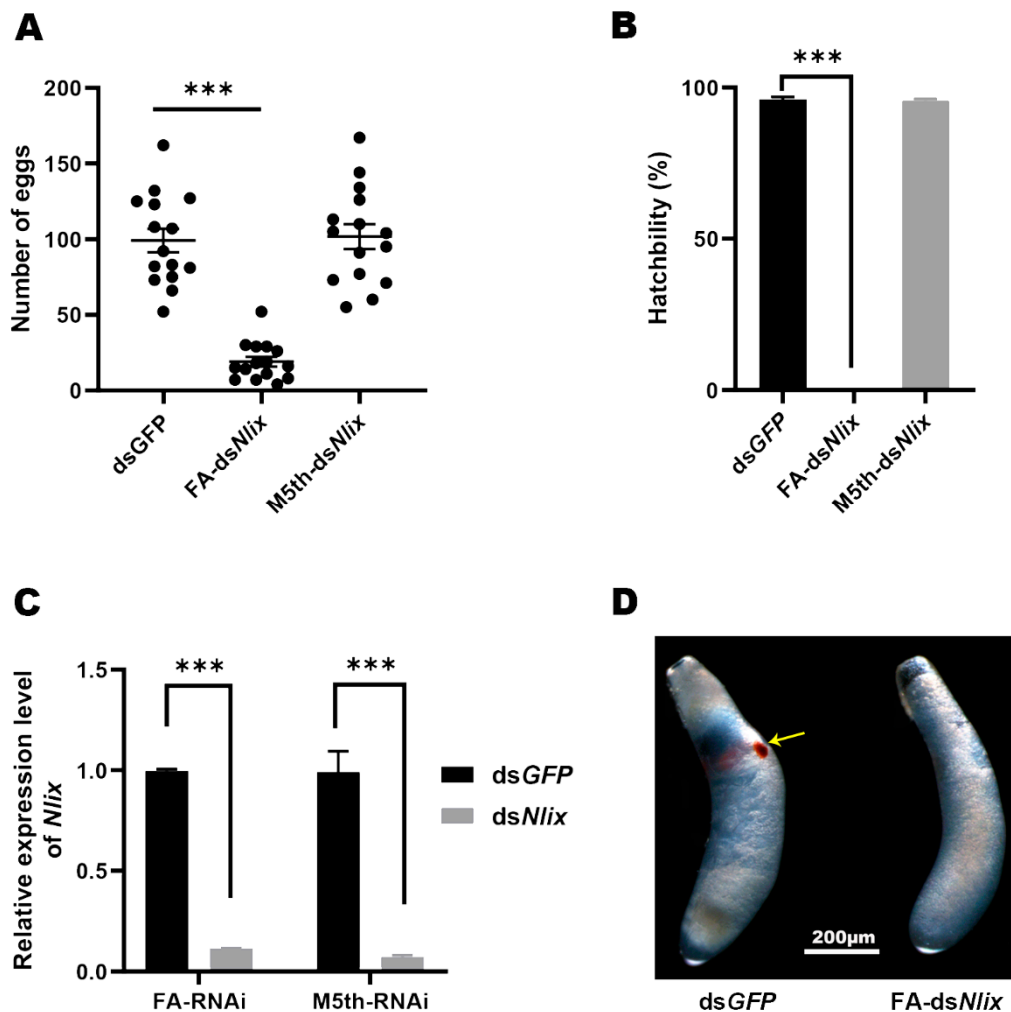 A
Number of eggs
200
150
100
50
0
***
dsGFP
FA-dsNlix
M5th-dsNlix
B
Hatchbility (%)
100
50
0
***
dsGFP
FA-dsNlix
M5th-dsNlix
C
Relative expression level
of Nlix
1.5
1.0
0.5
0.0
***
***
FA-RNAi
M5th-RNAi
dsGFP
dsNlix
D
200μm
dsGFP
FA-dsNlix